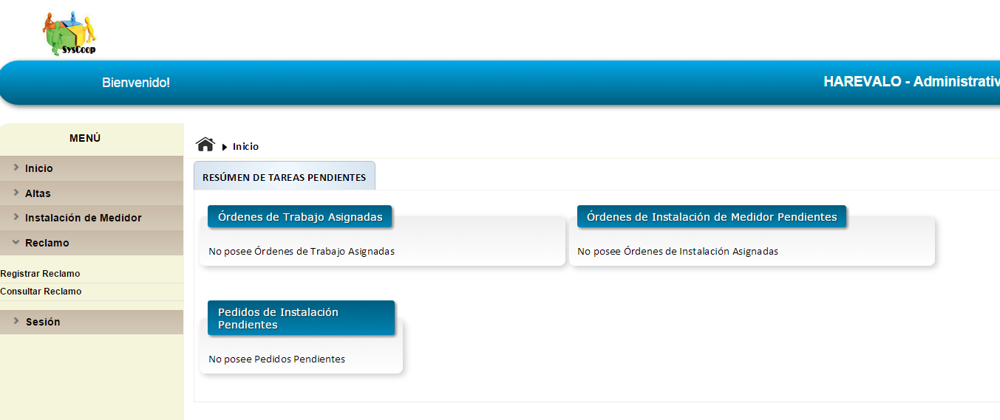 SysCoop
Bienvenido!
HAREVALO - Administrativ
MENÚ
Inicio
Altas
Instalación de Medidor
Reclamo
Registrar Reclamo
Consultar Reclamo
Sesión
Inicio
RESÚMEN DE TAREAS PENDIENTES
Órdenes de Trabajo Asignadas
No posee Órdenes de Trabajo Asignadas
Órdenes de Instalación de Medidor Pendientes
No posee Órdenes de Instalación Asignadas
Pedidos de Instalación
Pendientes
No posee Pedidos Pendientes